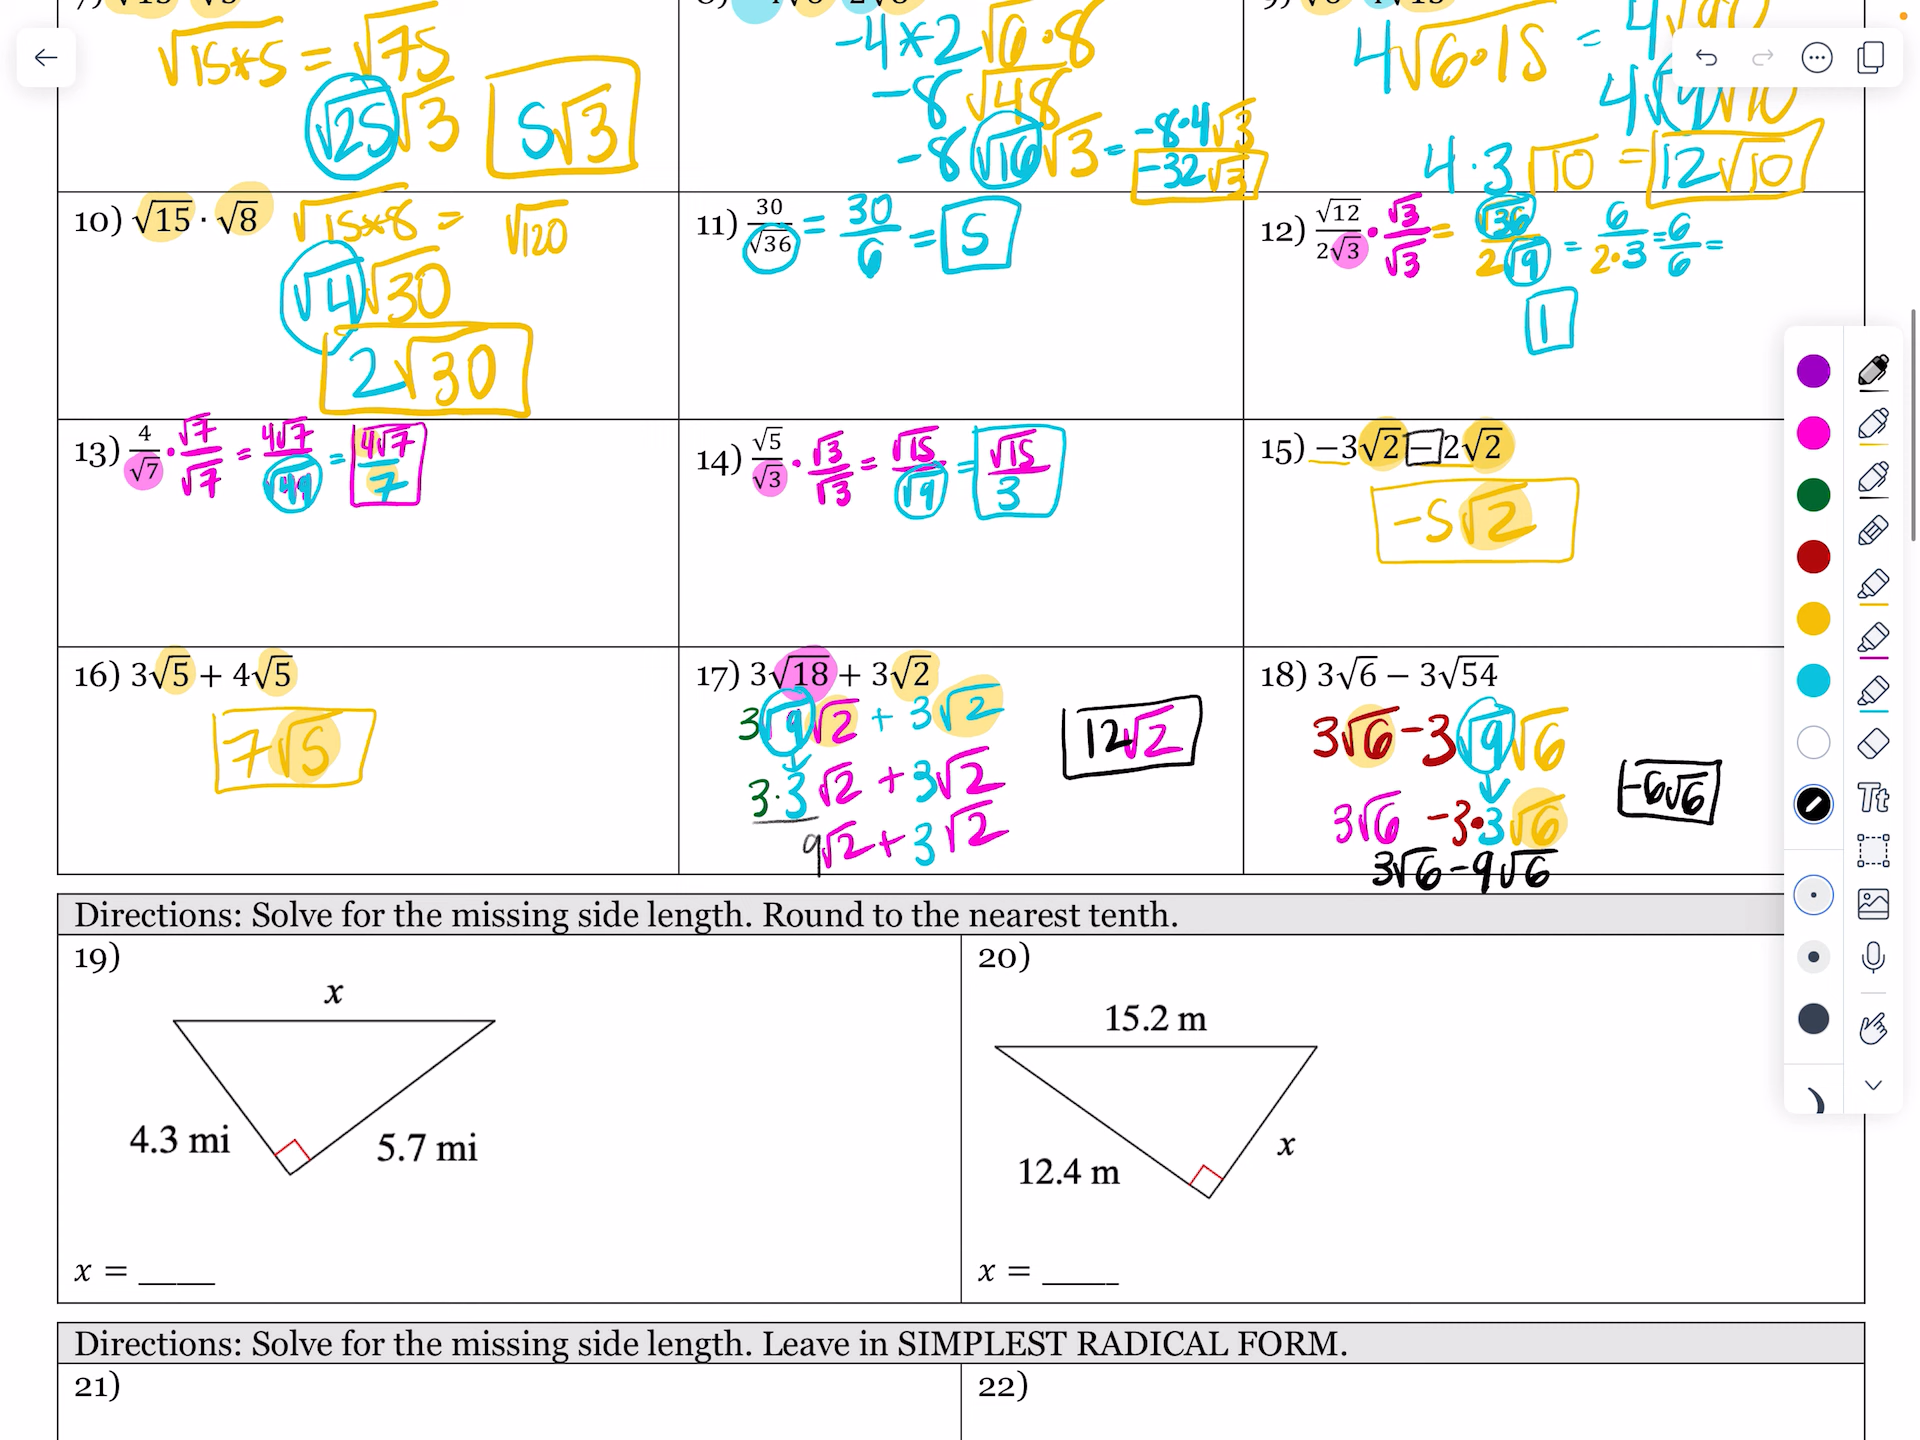 √15*5 = √75
√25 √3 5√3
-4*2 √6·8
-8 √48
-8 √16 √3 = -8·4√3
-32√3
4√6·15 =
4·3 √10 = 12√10
10) √15 · √8 √15*8 = √120
√4 √30
2√30
11) 30/√36 = 30/6 = 5
12) √12/2√3 · √3/√3 = √36/2√9 = 6/2·3 = 6/6 =
1
13) 4/√7 · √7/√7 = 4√7/√49 = 4√7/7
14) √5/√3 · √3/√3 = √15/√9 = √15/3
15) −3√2 − 2√2
-5√2
16) 3√5 + 4√5
7√5
17) 3√18 + 3√2
3√9 √2 + 3√2
3·3√2 + 3√2
9√2 + 3√2
12√2
18) 3√6 − 3√54
3√6 - 3√9 √6
3√6 - 3·3√6
3√6 - 9√6
-6√6
Directions: Solve for the missing side length. Round to the nearest tenth.
19)
x
4.3 mi
5.7 mi
x = ____
20)
15.2 m
12.4 m
x
x = ____
Directions: Solve for the missing side length. Leave in SIMPLEST RADICAL FORM.
21)
22)
Tt